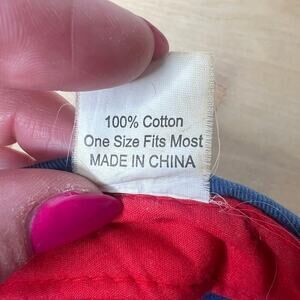 100% Cotton
One Size Fits Most
MADE IN CHINA